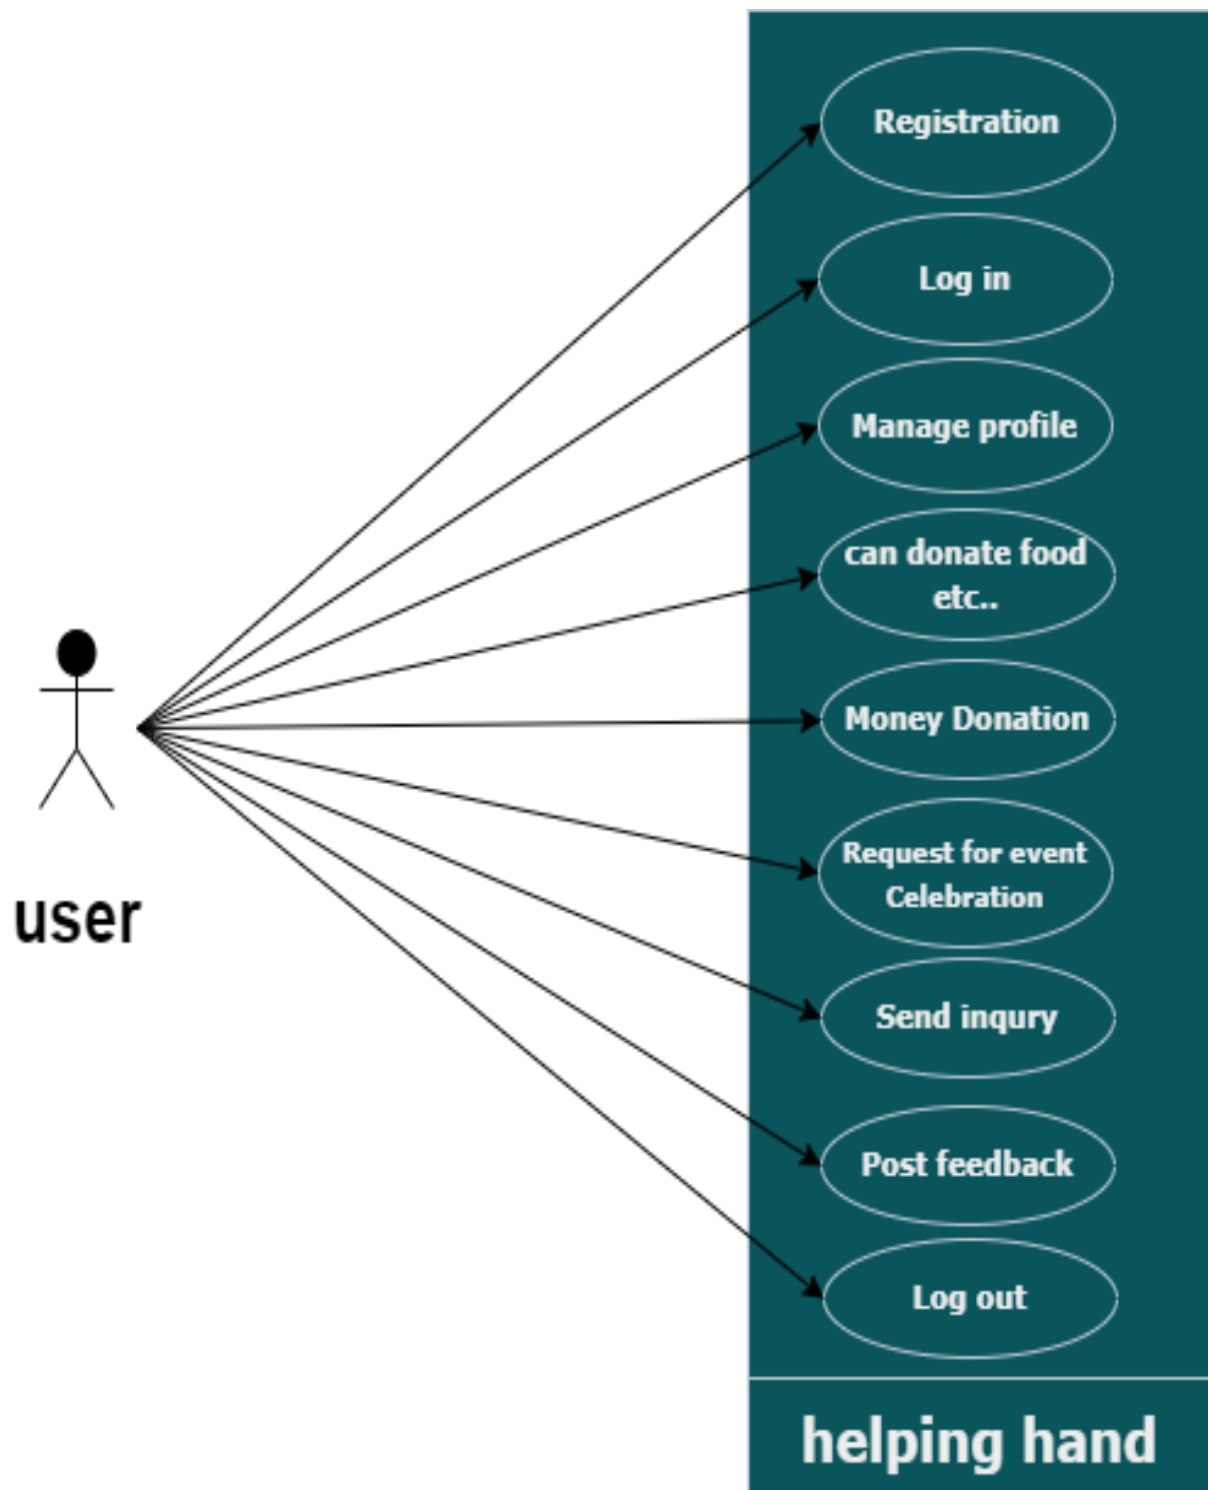 Registration
Log in
Manage profile
can donate food
etc..
Money Donation
Request for event
Celebration
Send inqury
Post feedback
Log out
user
helping hand